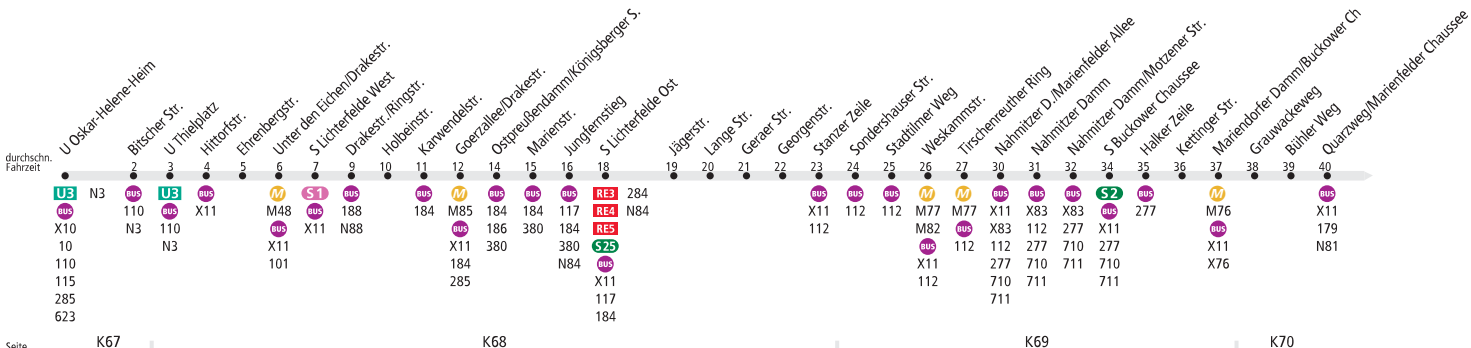 U Oskar-Helene-Heim
Bitscher Str.
U Thielplatz
Hittorfstr.
Ehrenbergstr.
Unter den Eichen/Drakestr.
S Lichterfelde West
Drakestr./Ringstr.
Holbeinstr.
Karwendelstr.
Goerzallee/Drakestr.
Ostpreußendamm/Königsberger S.
Marienstr.
Jungfernstieg
S Lichterfelde Ost
Jägerstr.
Lange Str.
Geraer Str.
Georgenstr.
Stanzer Zeile
Sondershauser Str.
Stadtilmer Weg
Weskammstr.
Tirschenreuther Ring
Nahmitzer D./Marienfelder Allee
Nahmitzer Damm
Nahmitzer Damm/Motzener Str.
S Buckower Chaussee
Halker Zeile
Kettinger Str.
Mariendorfer Damm/Buckower Ch
Grauwackeweg
Bühler Weg
Quarzweg/Marienfelder Chaussee
durchschn.
Fahrzeit
2 3 4 5 6 7 9 10 11 12 14 15 16 18 19 20 21 22 23 24 25 26 27 30 31 32 34 35 36 37 38 39 40
U3 N3 BUS U3 BUS M S1 BUS BUS M BUS BUS BUS RE3 284 BUS BUS BUS M M BUS BUS BUS S2 BUS M BUS
BUS 110 BUS X11 M48 BUS 188 184 M85 184 184 117 RE4 N84 X11 112 112 M77 M77 X11 X83 X83 BUS 277 M76 X11
X10 N3 110 BUS X11 N88 BUS 186 380 184 RE5 112 M82 BUS X83 112 277 X11 BUS 179
10 N3 X11 X11 380 380 S25 BUS 112 112 277 710 277 X11 N81
110 101 184 N84 BUS X11 277 710 711 710 X76
115 285 X11 112 710 711 711
285 117 711
623 184
Seite K67 K68 K69 K70